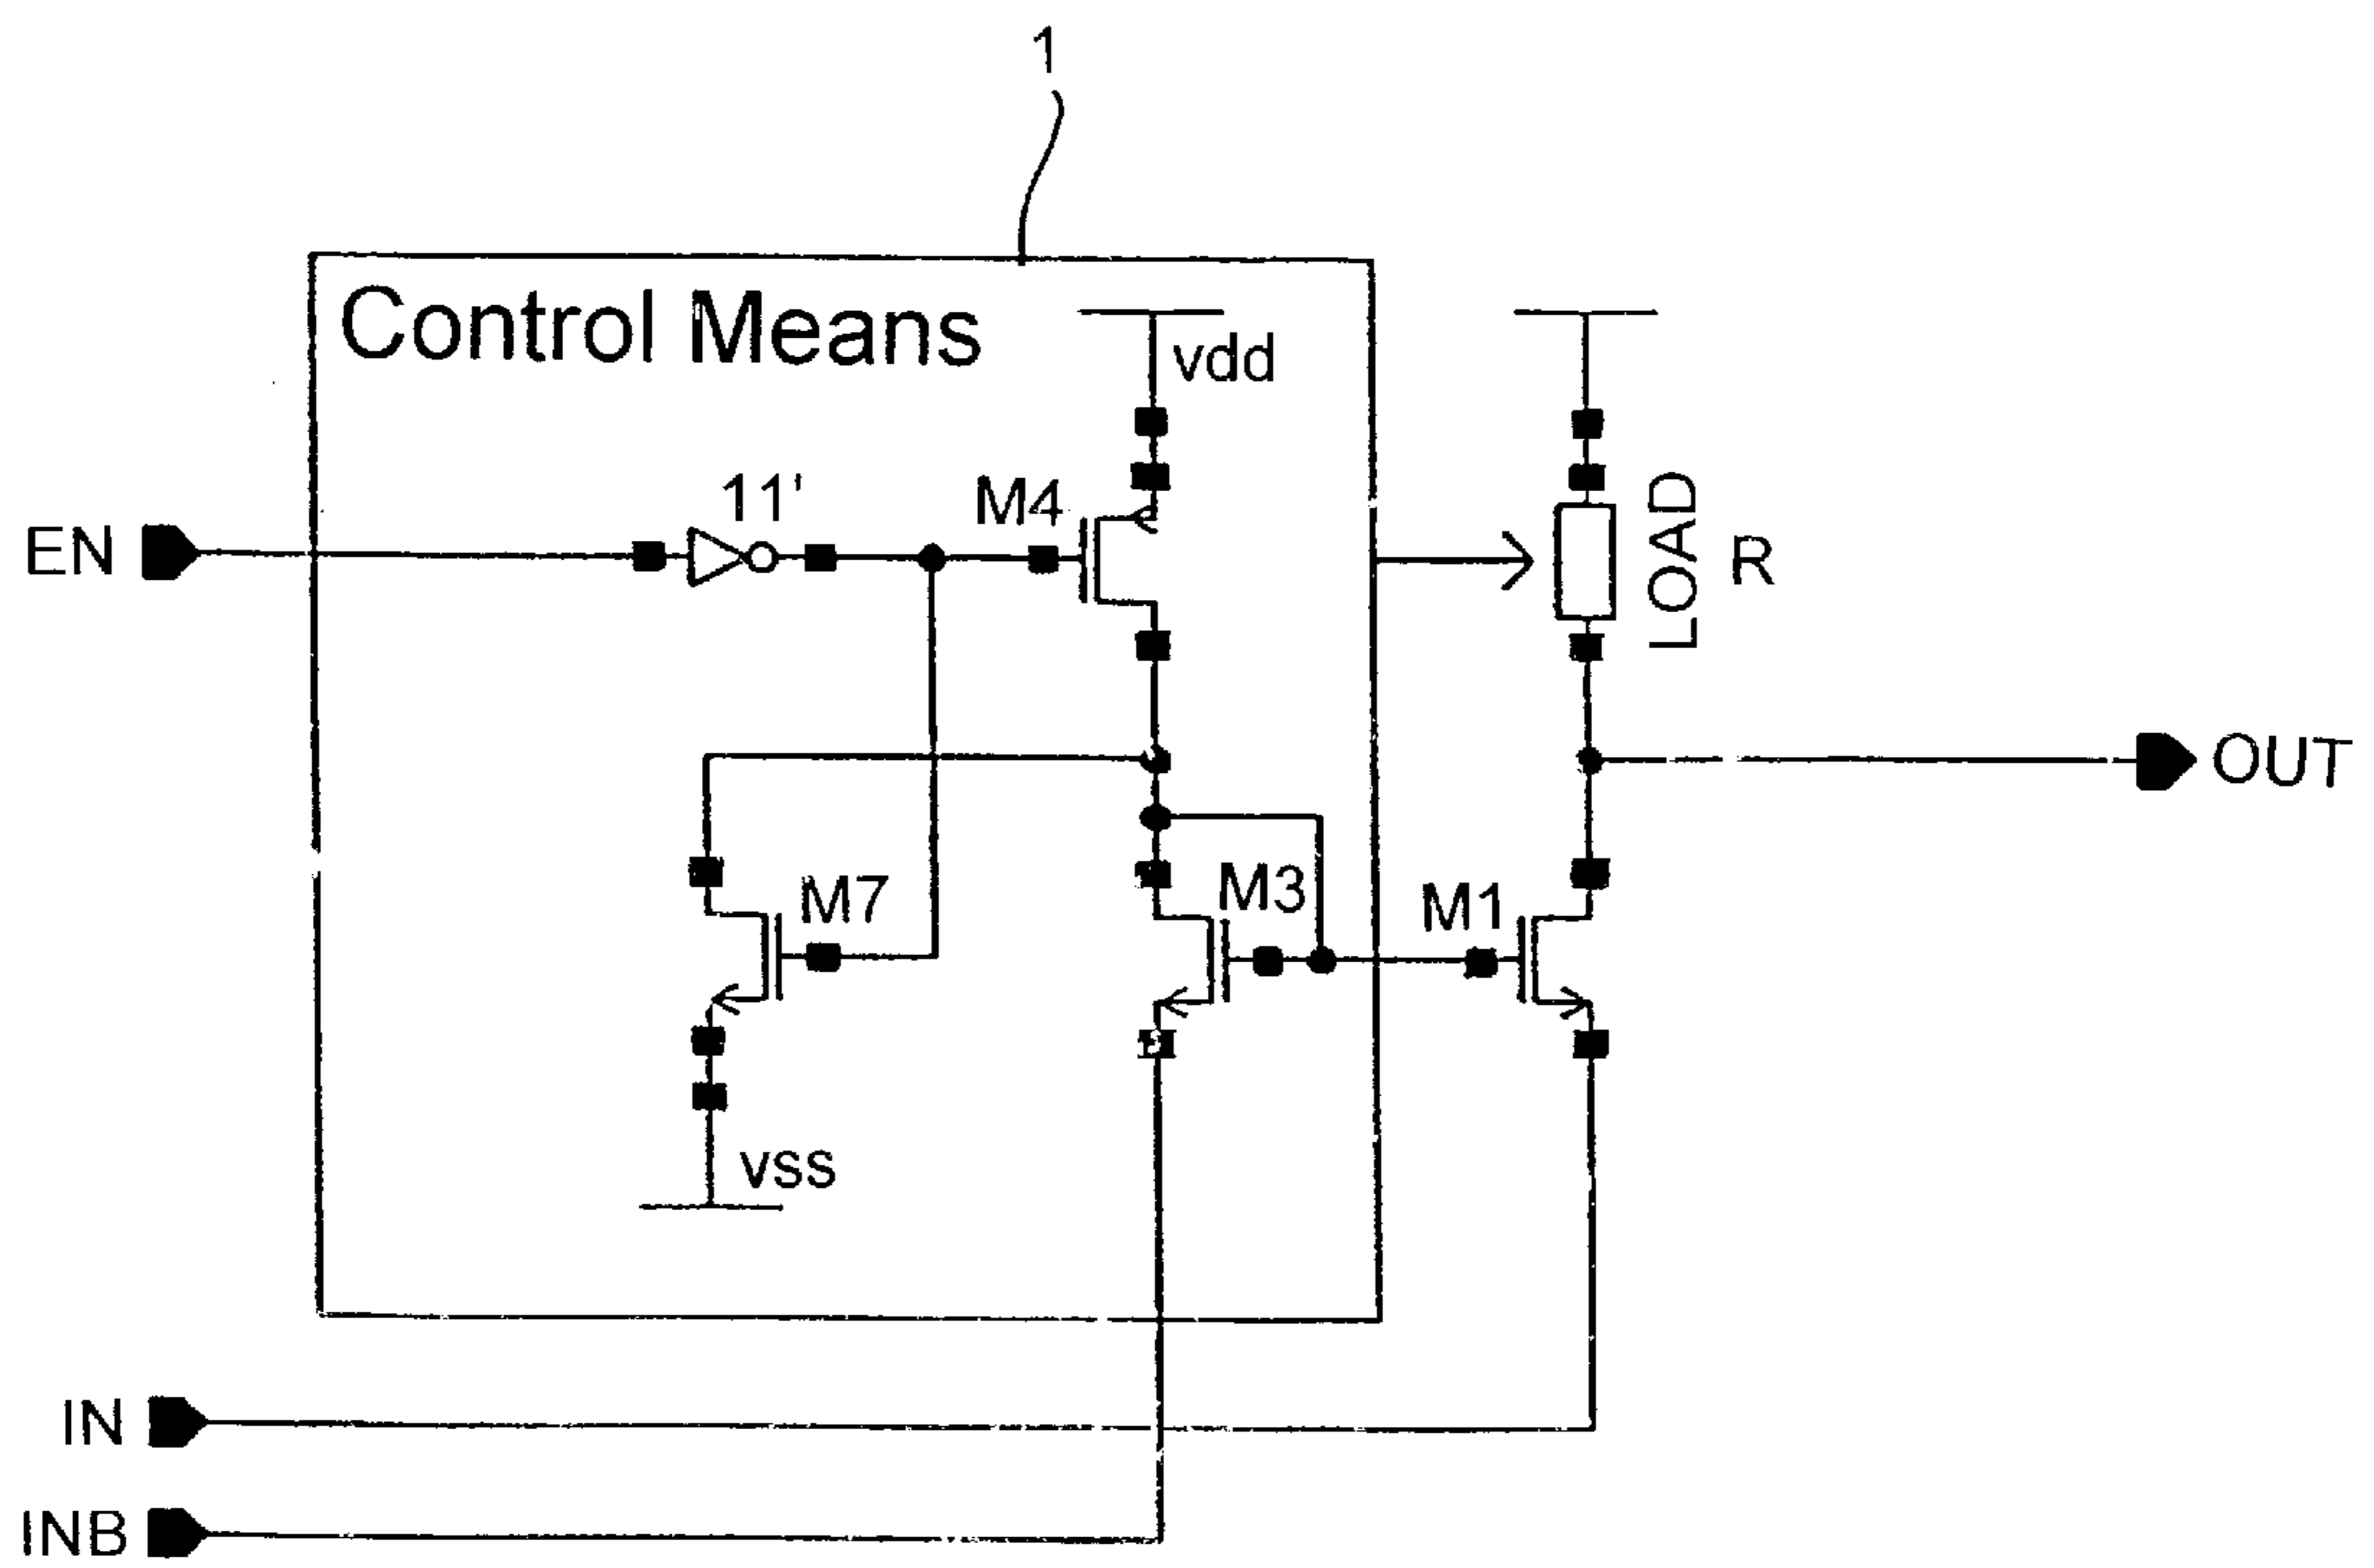 1
Control Means
vdd
11'
M4
EN
LOAD
R
OUT
M7
M3
M1
vss
IN
INB